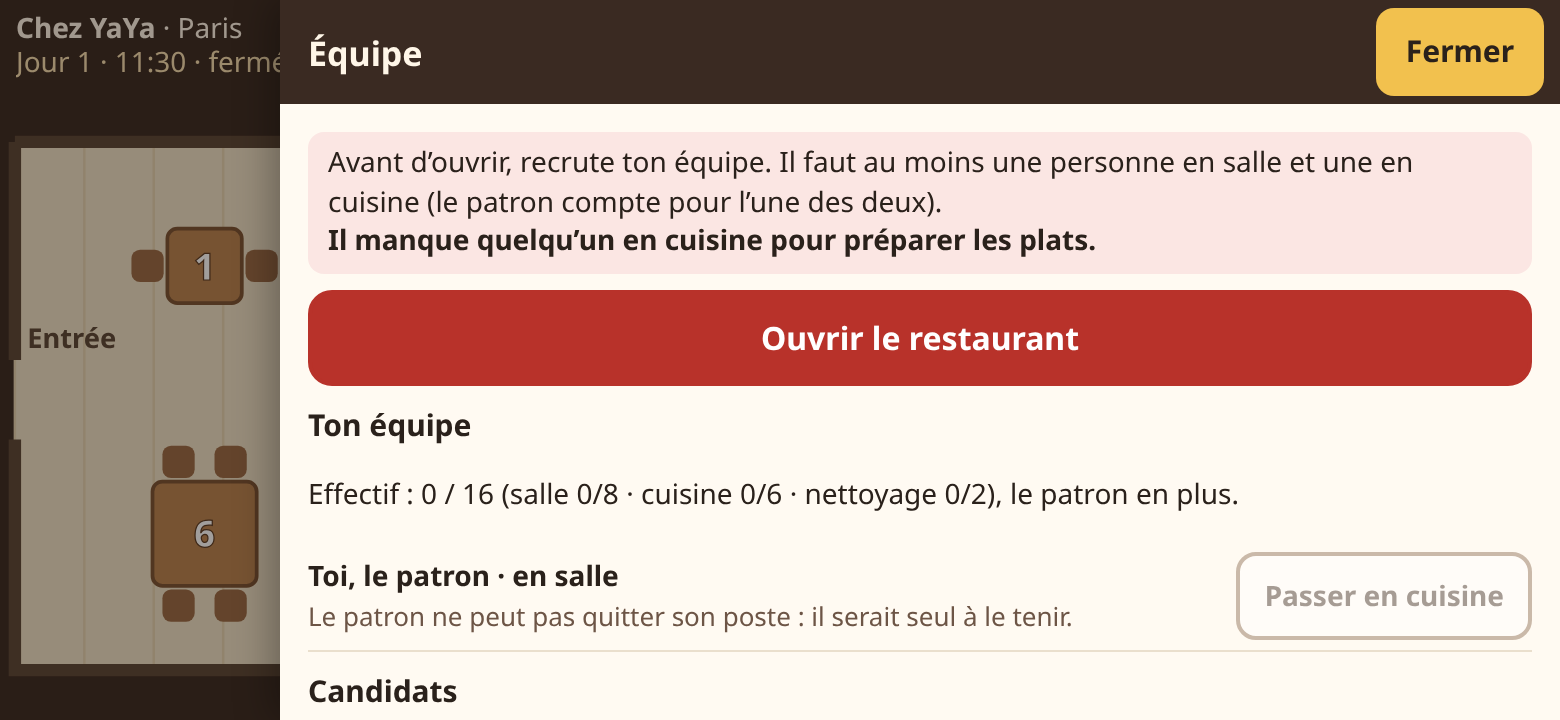 Chez YaYa · Paris
Jour 1 · 11:30 · fermé
Équipe
Fermer
Avant d’ouvrir, recrute ton équipe. Il faut au moins une personne en salle et une en
cuisine (le patron compte pour l’une des deux).
Il manque quelqu’un en cuisine pour préparer les plats.
1
Entrée
6
Ouvrir le restaurant
Ton équipe
Effectif : 0 / 16 (salle 0/8 · cuisine 0/6 · nettoyage 0/2), le patron en plus.
Toi, le patron · en salle
Le patron ne peut pas quitter son poste : il serait seul à le tenir.
Passer en cuisine
Candidats